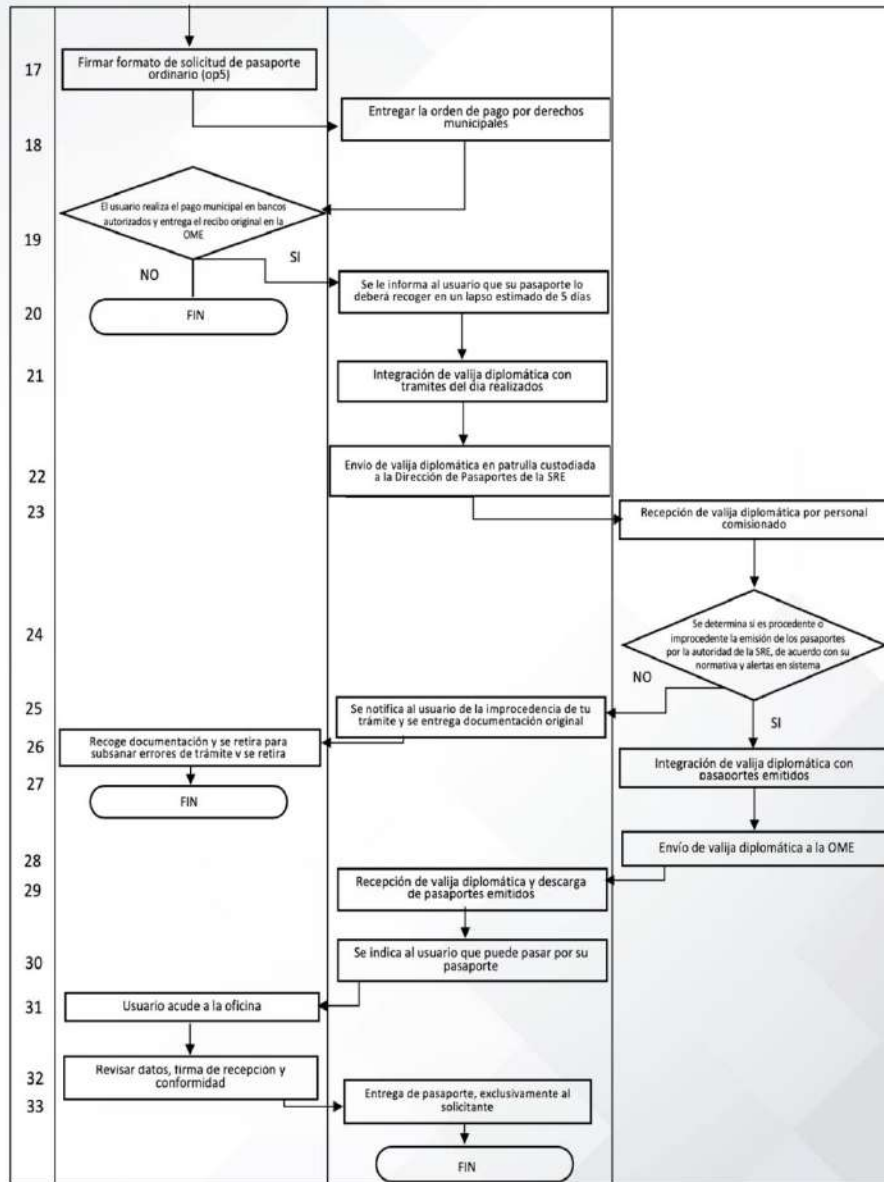 17
Firmar formato de solicitud de pasaporte
ordinario (op5)
Entregar la orden de pago por derechos
municipales
18
El usuario realiza el pago municipal en bancos
autorizados y entrega el recibo original en la
OME
19
NO
SI
FIN
Se le informa al usuario que su pasaporte lo
deberá recoger en un lapso estimado de 5 días
20
21
Integración de valija diplomática con
tramites del día realizados
22
Envío de valija diplomática en patrulla custodiada
a la Dirección de Pasaportes de la SRE
23
Recepción de valija diplomática por personal
comisionado
24
Se determina si es procedente o
improcedente la emisión de los pasaportes
por la autoridad de la SRE, de acuerdo con su
normativa y alertas en sistema
NO
SI
25
Se notifica al usuario de la improcedencia de tu
trámite y se entrega documentación original
26
Recoge documentación y se retira para
subsanar errores de trámite y se retira
Integración de valija diplomática con
pasaportes emitidos
27
FIN
Envío de valija diplomática a la OME
28
29
Recepción de valija diplomática y descarga
de pasaportes emitidos
30
Se indica al usuario que puede pasar por su
pasaporte
31
Usuario acude a la oficina
32
Revisar datos, firma de recepción y
conformidad
33
Entrega de pasaporte, exclusivamente al
solicitante
FIN